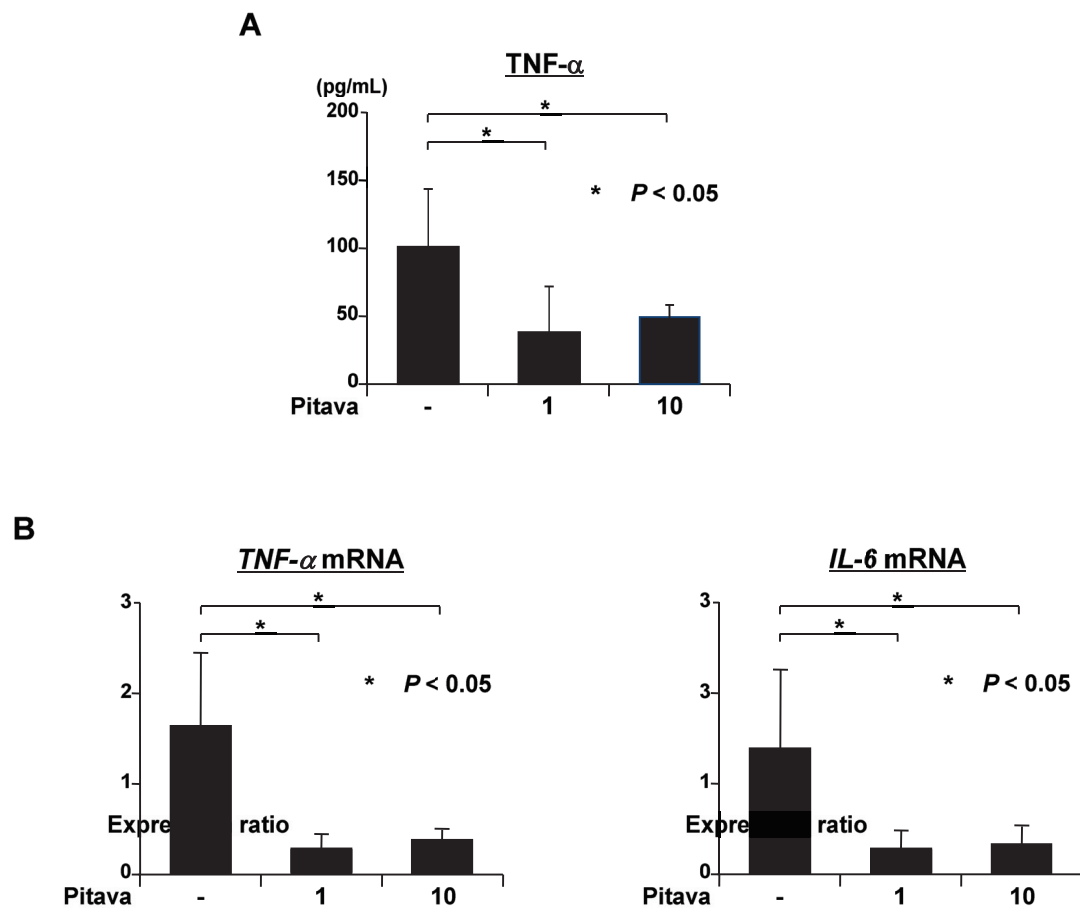 A
TNF-α
(pg/mL)
200
*
*
150
* P < 0.05
100
50
0
Pitava - 1 10
B
TNF-α mRNA
3
*
*
* P < 0.05
2
1
Expre ratio
0
Pitava - 1 10
IL-6 mRNA
3
*
*
* P < 0.05
3
1
Expre ratio
0
Pitava - 1 10